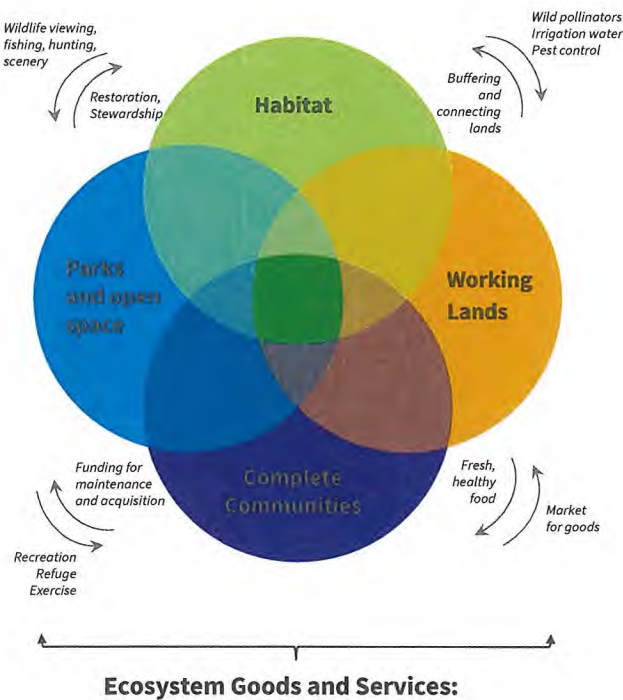 Wildlife viewing,
fishing, hunting,
scenery
Restoration,
Stewardship
Wild pollinators
Irrigation water
Pest control
Buffering
and
connecting
lands
Habitat
Parks
and open
space
Working
Lands
Complete
Communities
Funding for
maintenance
and acquisition
Recreation
Refuge
Exercise
Fresh,
healthy
food
Market
for goods
Ecosystem Goods and Services: